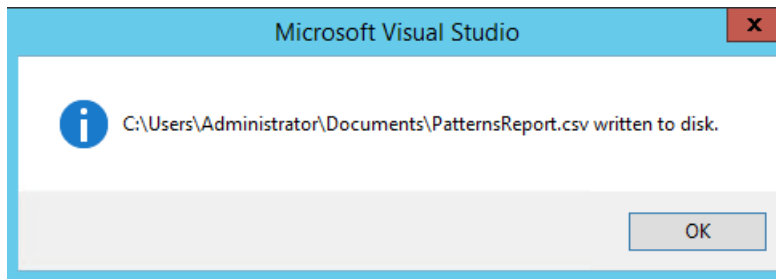 Microsoft Visual Studio
x
i
C:\Users\Administrator\Documents\PatternsReport.csv written to disk.
OK